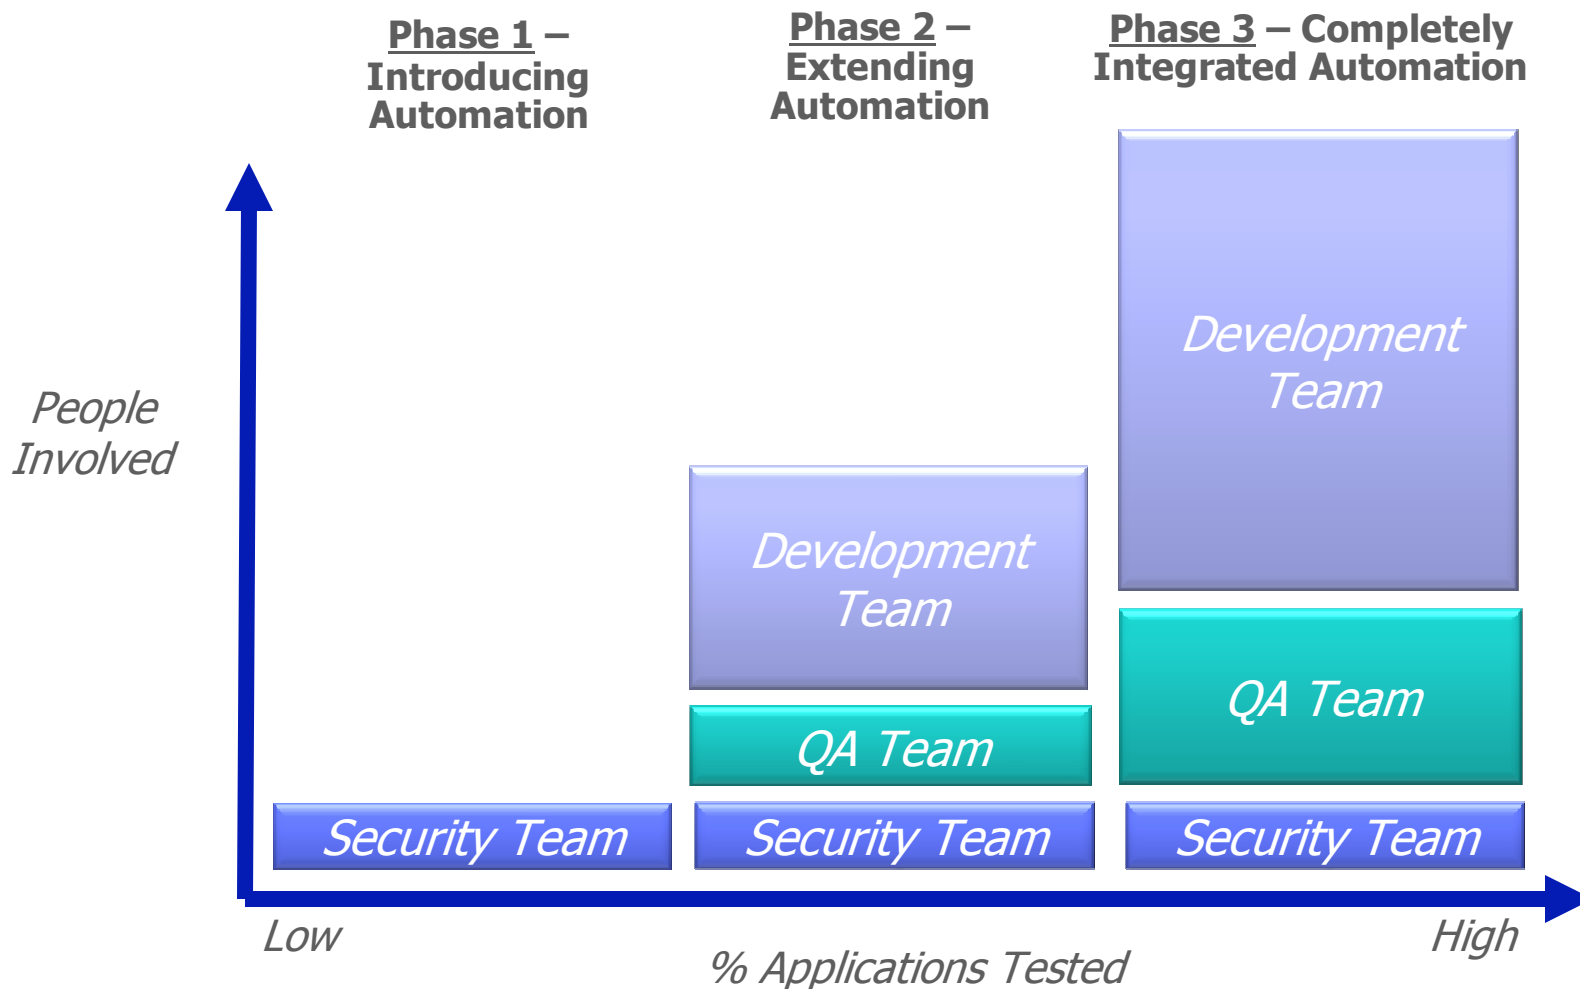 Phase 1 –
Introducing
Automation
Phase 2 –
Extending
Automation
Phase 3 – Completely
Integrated Automation
People
Involved
Development
Team
Development
Team
QA Team
QA Team
Security Team
Security Team
Security Team
Low
High
% Applications Tested